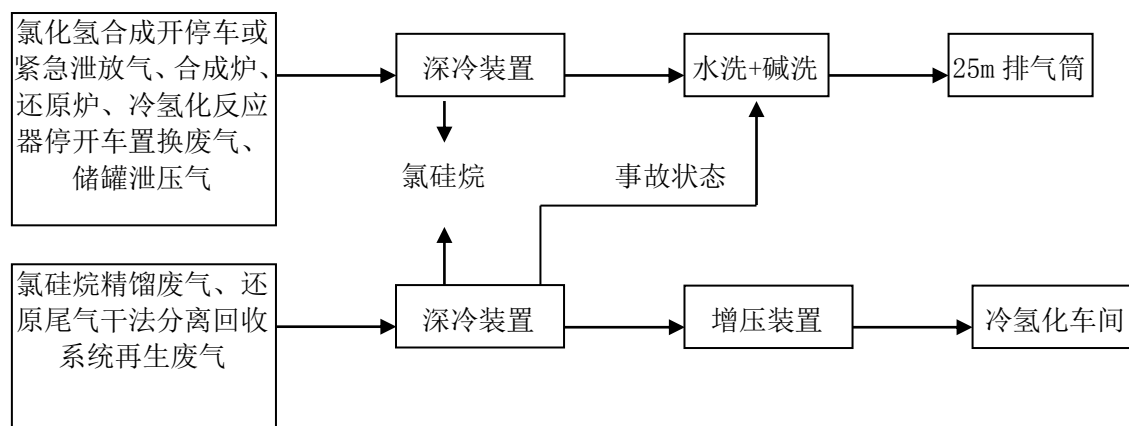 氯化氢合成开停车或
紧急泄放气、合成炉、
还原炉、冷氢化反应
器停开车置换废气、
储罐泄压气
深冷装置
水洗+碱洗
25m 排气筒
氯硅烷
事故状态
氯硅烷精馏废气、还
原尾气干法分离回收
系统再生废气
深冷装置
增压装置
冷氢化车间